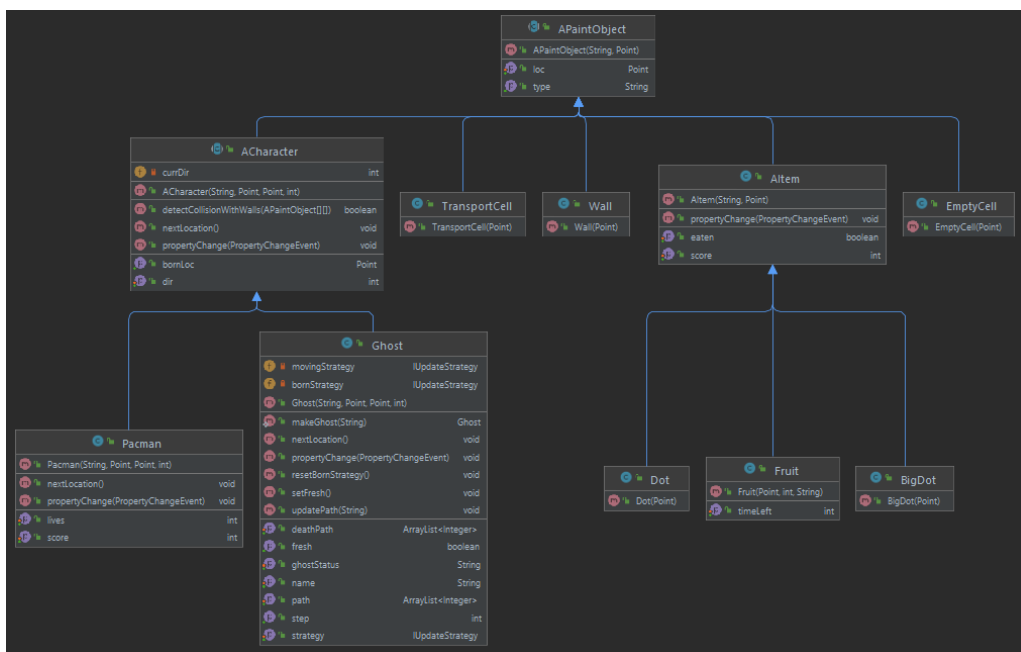 APaintObject
APaintObject(String, Point)
loc Point
type String
ACharacter
currDir int
ACharacter(String, Point, Point, int)
detectCollisionWithWalls(APaintObject[][]) boolean
nextLocation() void
propertyChange(PropertyChangeEvent) void
bornLoc Point
dir int
TransportCell
TransportCell(Point)
Wall
Wall(Point)
AItem
AItem(String, Point)
propertyChange(PropertyChangeEvent) void
eaten boolean
score int
EmptyCell
EmptyCell(Point)
Pacman
Pacman(String, Point, Point, int)
nextLocation() void
propertyChange(PropertyChangeEvent) void
lives int
score int
Ghost
movingStrategy IUpdateStrategy
bornStrategy IUpdateStrategy
Ghost(String, Point, Point, int)
makeGhost(String) Ghost
nextLocation() void
propertyChange(PropertyChangeEvent) void
resetBornStrategy() void
setFresh() void
updatePath(String) void
deathPath ArrayList<Integer>
fresh boolean
ghostStatus String
name String
path ArrayList<Integer>
step int
strategy IUpdateStrategy
Dot
Dot(Point)
Fruit
Fruit(Point, int, String)
timeLeft int
BigDot
BigDot(Point)